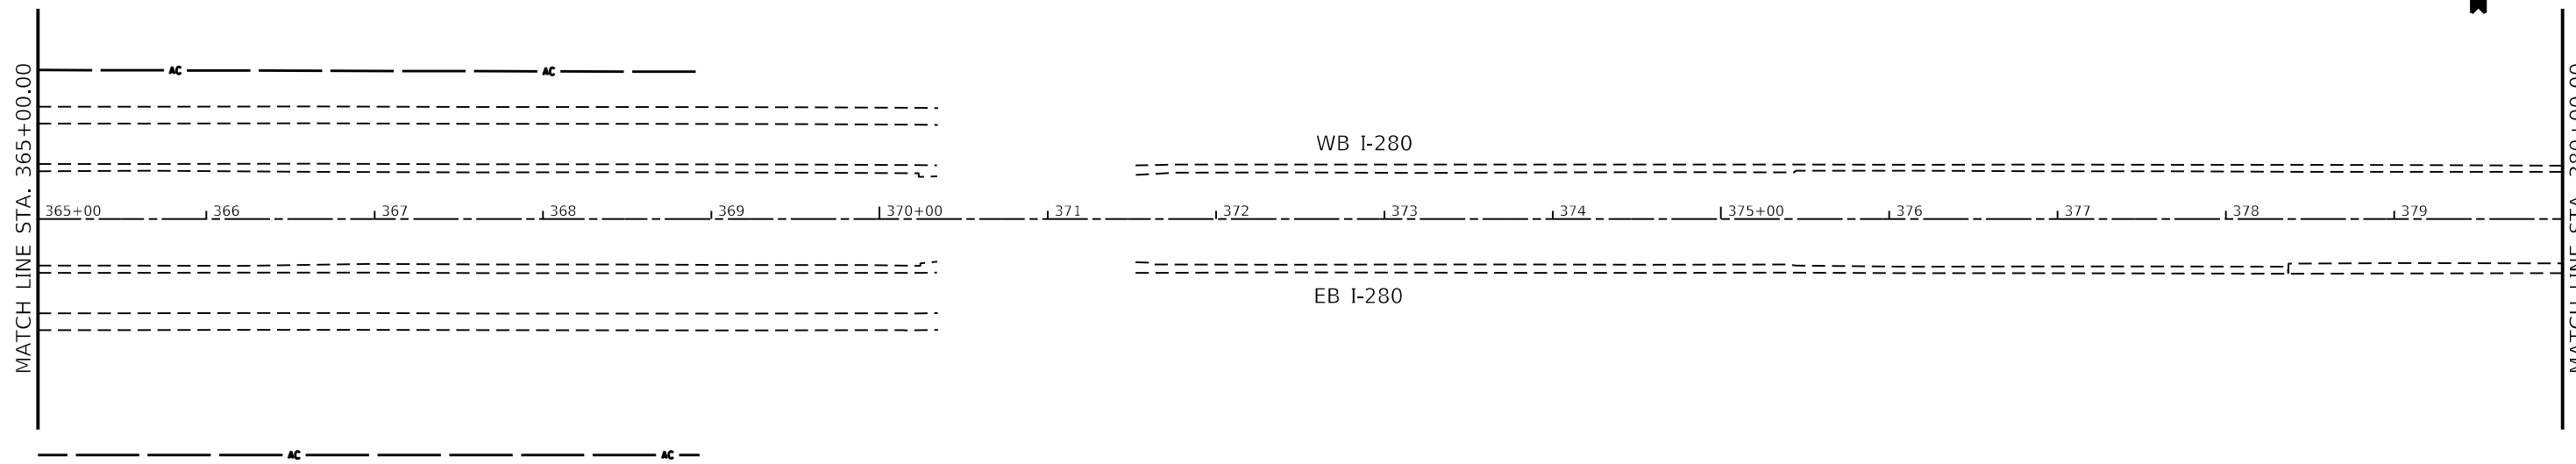 MATCH LINE STA. 365+00.00
AC AC
WB I-280
365+00 366 367 368 369 370+00 371 372 373 374 375+00 376 377 378 379
EB I-280
AC AC